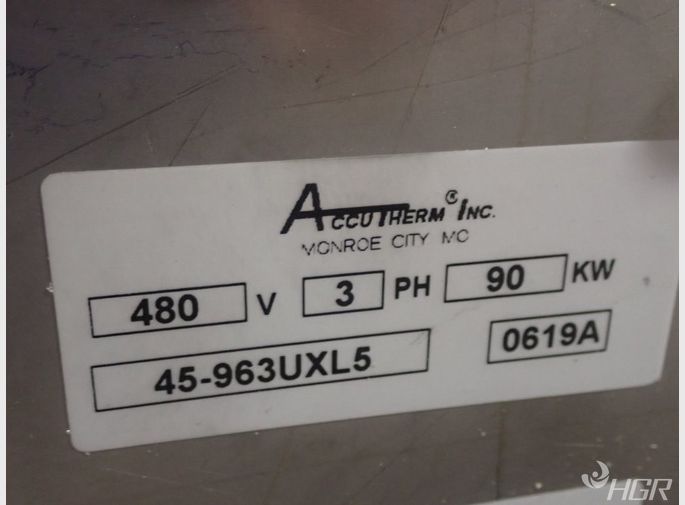 ACCUTHERM® INC.
MONROE CITY MO
480 V 3 PH 90 KW
45-963UXL5 0619A
HGR